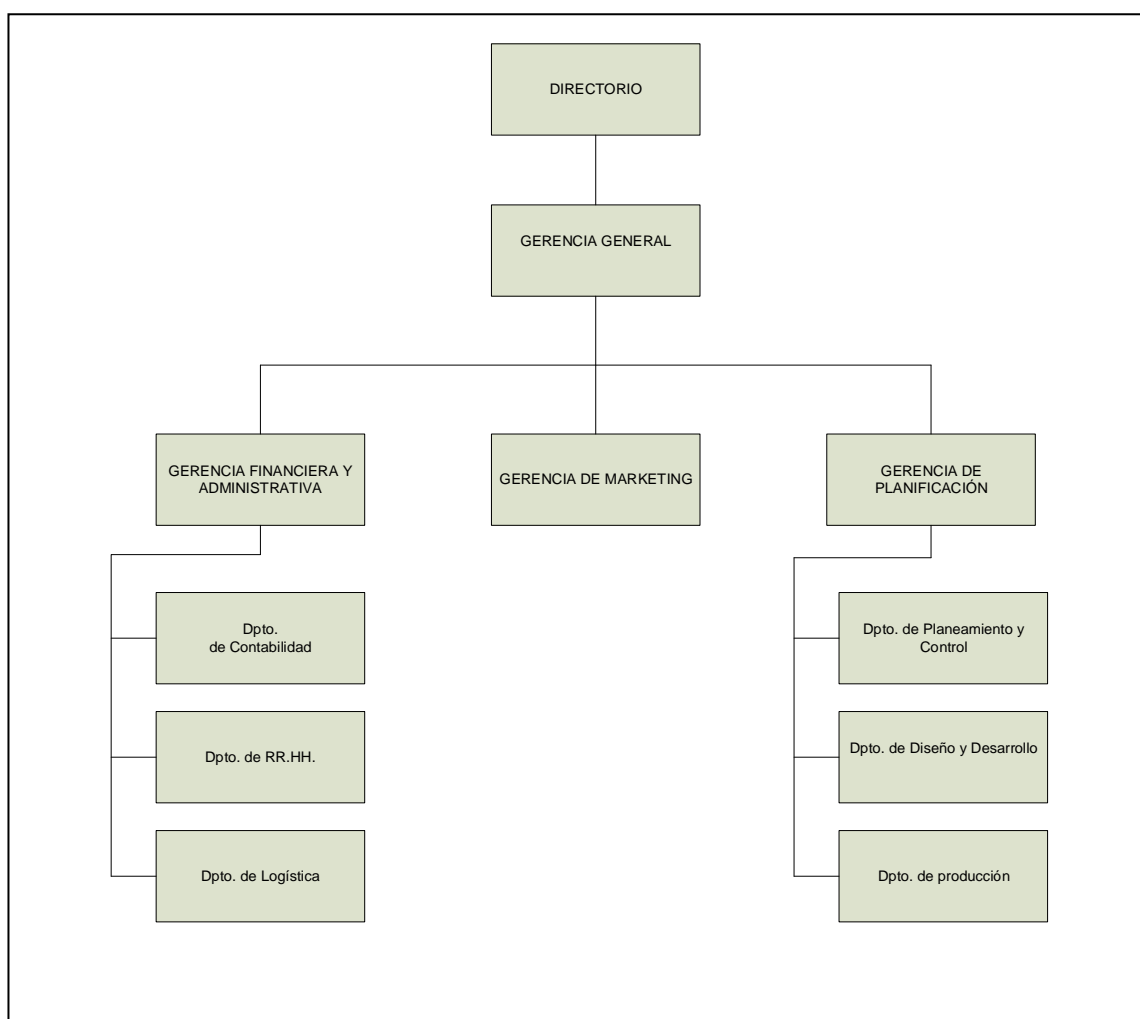 DIRECTORIO
GERENCIA GENERAL
GERENCIA FINANCIERA Y
ADMINISTRATIVA
GERENCIA DE MARKETING
GERENCIA DE
PLANIFICACIÓN
Dpto.
de Contabilidad
Dpto. de RR.HH.
Dpto. de Logística
Dpto. de Planeamiento y
Control
Dpto. de Diseño y Desarrollo
Dpto. de producción